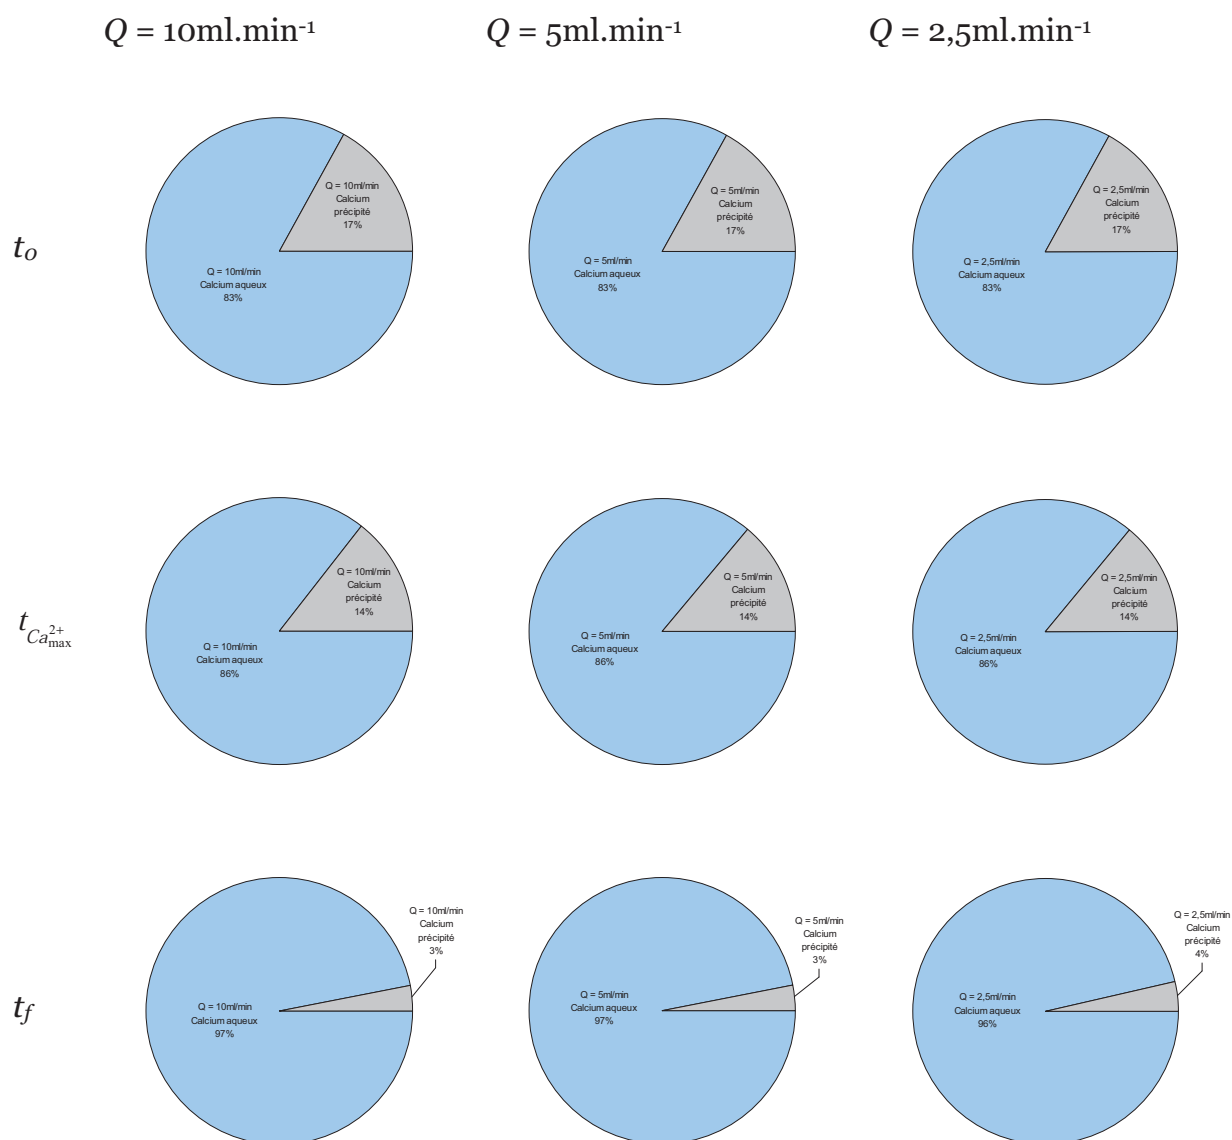 Q = 10ml.min-1
Q = 5ml.min-1
Q = 2,5ml.min-1
to
Q = 10ml/min
Calcium
précipité
17%
Q = 10ml/min
Calcium aqueux
83%
Q = 5ml/min
Calcium
précipité
17%
Q = 5ml/min
Calcium aqueux
83%
Q = 2,5ml/min
Calcium
précipité
17%
Q = 2,5ml/min
Calcium aqueux
83%
t Ca2+ max
Q = 10ml/min
Calcium
précipité
14%
Q = 10ml/min
Calcium aqueux
86%
Q = 5ml/min
Calcium
précipité
14%
Q = 5ml/min
Calcium aqueux
86%
Q = 2,5ml/min
Calcium
précipité
14%
Q = 2,5ml/min
Calcium aqueux
86%
tf
Q = 10ml/min
Calcium
précipité
3%
Q = 10ml/min
Calcium aqueux
97%
Q = 5ml/min
Calcium
précipité
3%
Q = 5ml/min
Calcium aqueux
97%
Q = 2,5ml/min
Calcium
précipité
4%
Q = 2,5ml/min
Calcium aqueux
96%